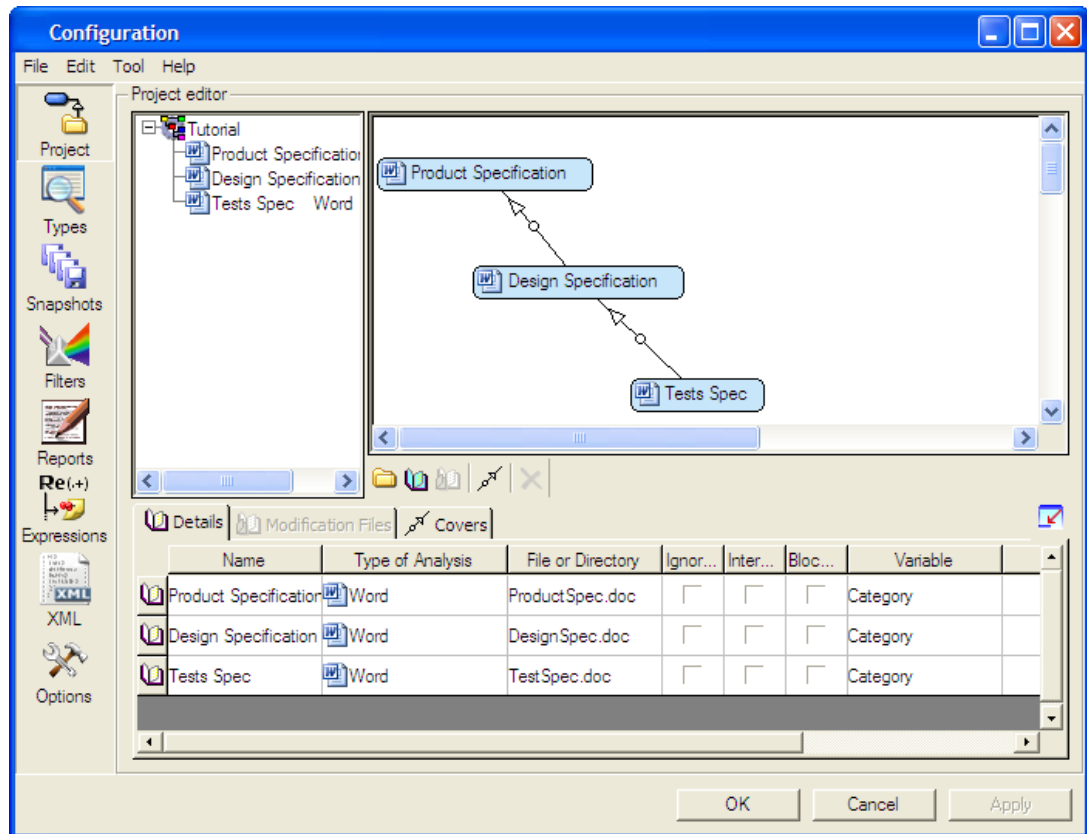 Configuration
File Edit Tool Help
Project editor
Project
Types
Snapshots
Filters
Reports
Re(.+)
Expressions
XML
XML
Options
Tutorial
Product Specification
Design Specification
Tests Spec Word
Product Specification
Design Specification
Tests Spec
Details Modification Files Covers
Name Type of Analysis File or Directory Ignor... Inter... Bloc... Variable
Product Specification Word ProductSpec.doc Category
Design Specification Word DesignSpec.doc Category
Tests Spec Word TestSpec.doc Category
OK Cancel Apply